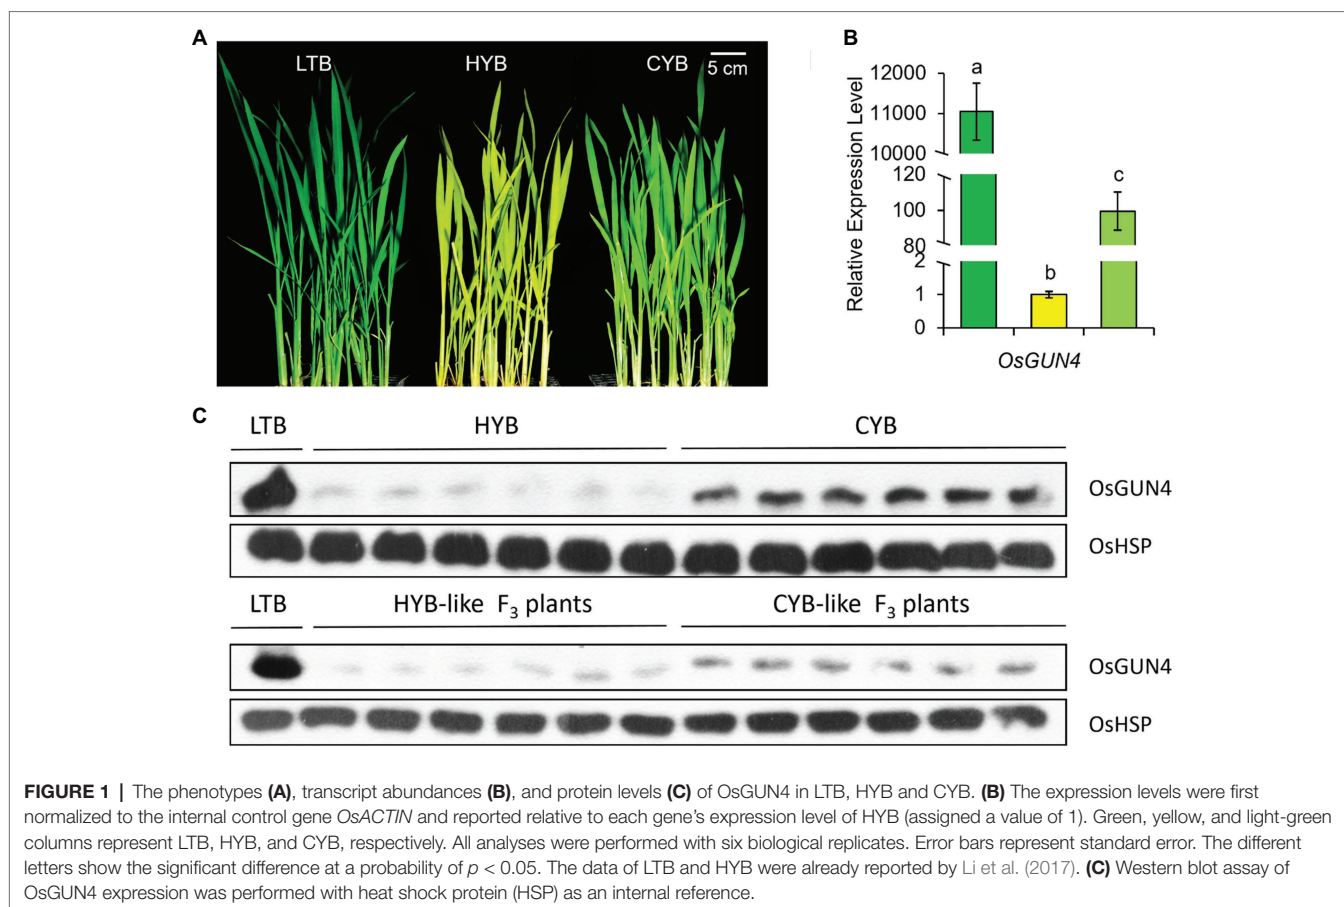 A
LTB
HYB
CYB
5 cm
B
Relative Expression Level
12000
11000
10000
120
100
80
2
1
0
a
b
c
OsGUN4
C
LTB
HYB
CYB
OsGUN4
OsHSP
LTB
HYB-like F3 plants
CYB-like F3 plants
OsGUN4
OsHSP
FIGURE 1 | The phenotypes (A), transcript abundances (B), and protein levels (C) of OsGUN4 in LTB, HYB and CYB. (B) The expression levels were first
normalized to the internal control gene OsACTIN and reported relative to each gene's expression level of HYB (assigned a value of 1). Green, yellow, and light-green
columns represent LTB, HYB, and CYB, respectively. All analyses were performed with six biological replicates. Error bars represent standard error. The different
letters show the significant difference at a probability of p < 0.05. The data of LTB and HYB were already reported by Li et al. (2017). (C) Western blot assay of
OsGUN4 expression was performed with heat shock protein (HSP) as an internal reference.